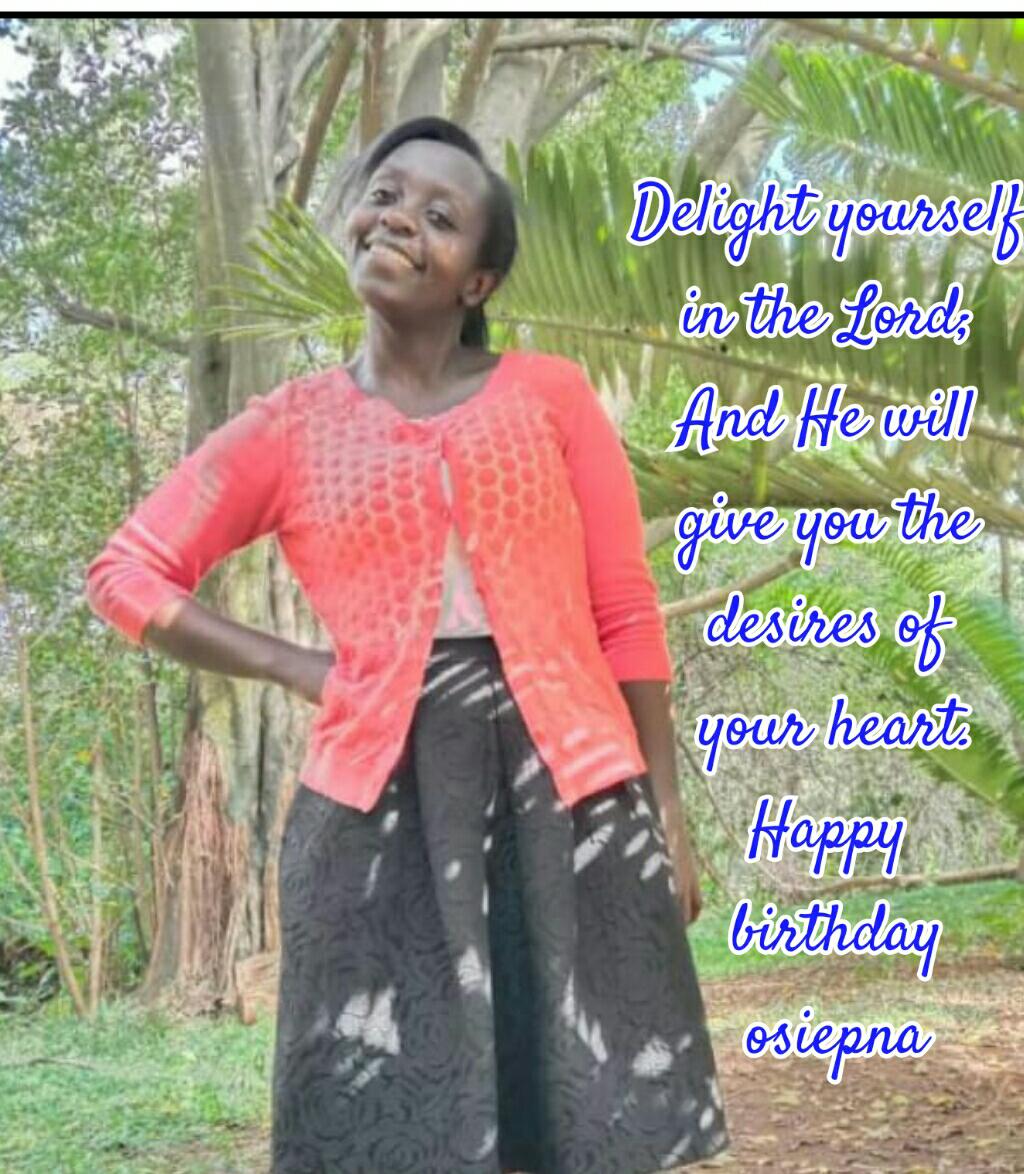 Delight yourself
in the Lord;
And He will
give you the
desires of
your heart.
Happy
birthday
osiepna